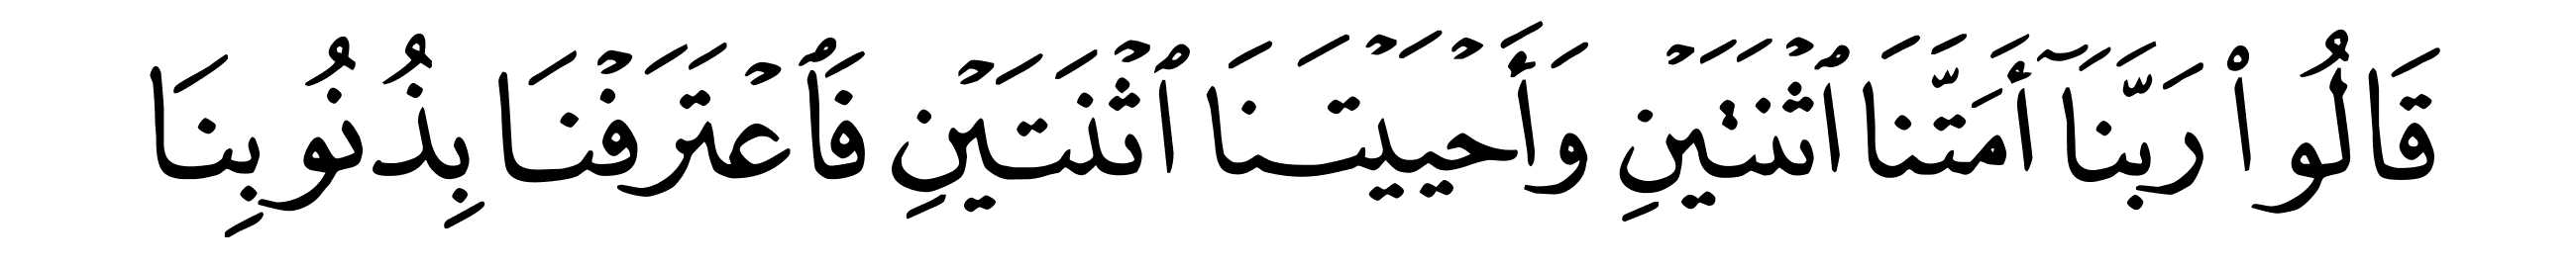 قَالُوا۟ رَبَّنَآ أَمَتَّنَا ٱثْنَتَيْنِ وَأَحْيَيْتَنَا ٱثْنَتَيْنِ فَٱعْتَرَفْنَا بِذُنُوبِنَا